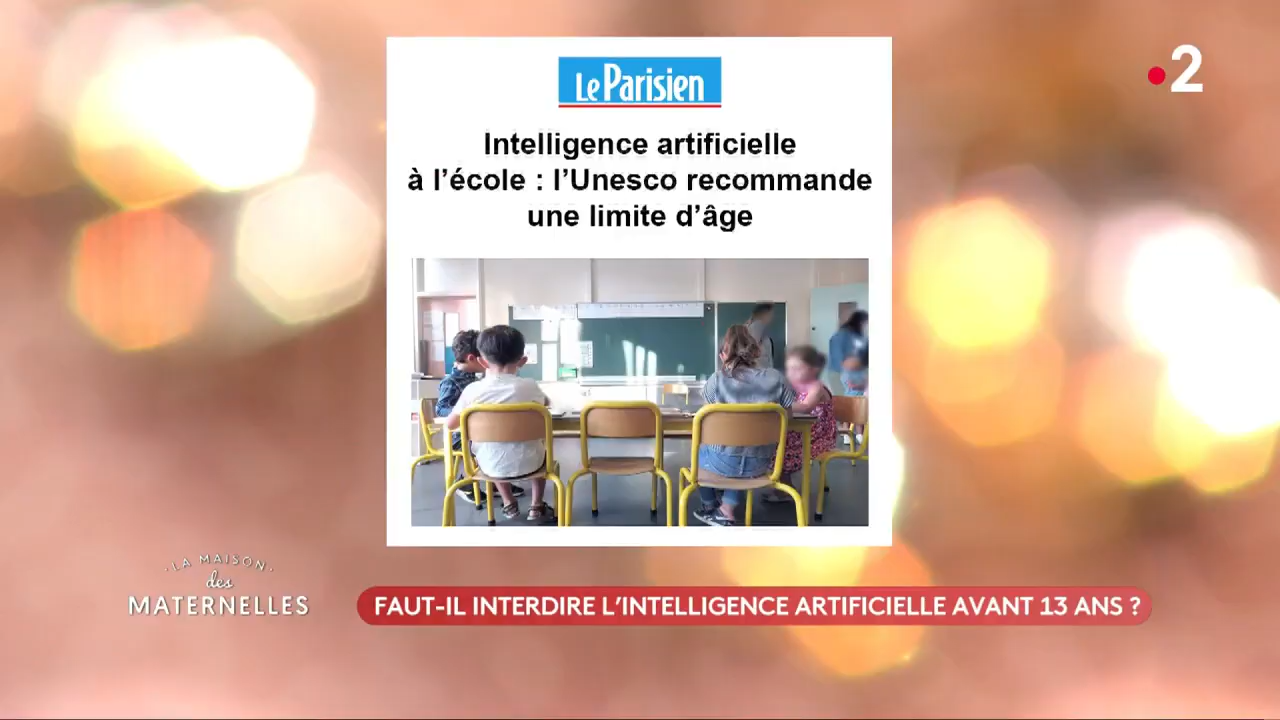 Le Parisien
2
Intelligence artificielle
à l'école : l'Unesco recommande
une limite d'âge
·LA MAISON·
des
MATERNELLES
FAUT-IL INTERDIRE L'INTELLIGENCE ARTIFICIELLE AVANT 13 ANS ?